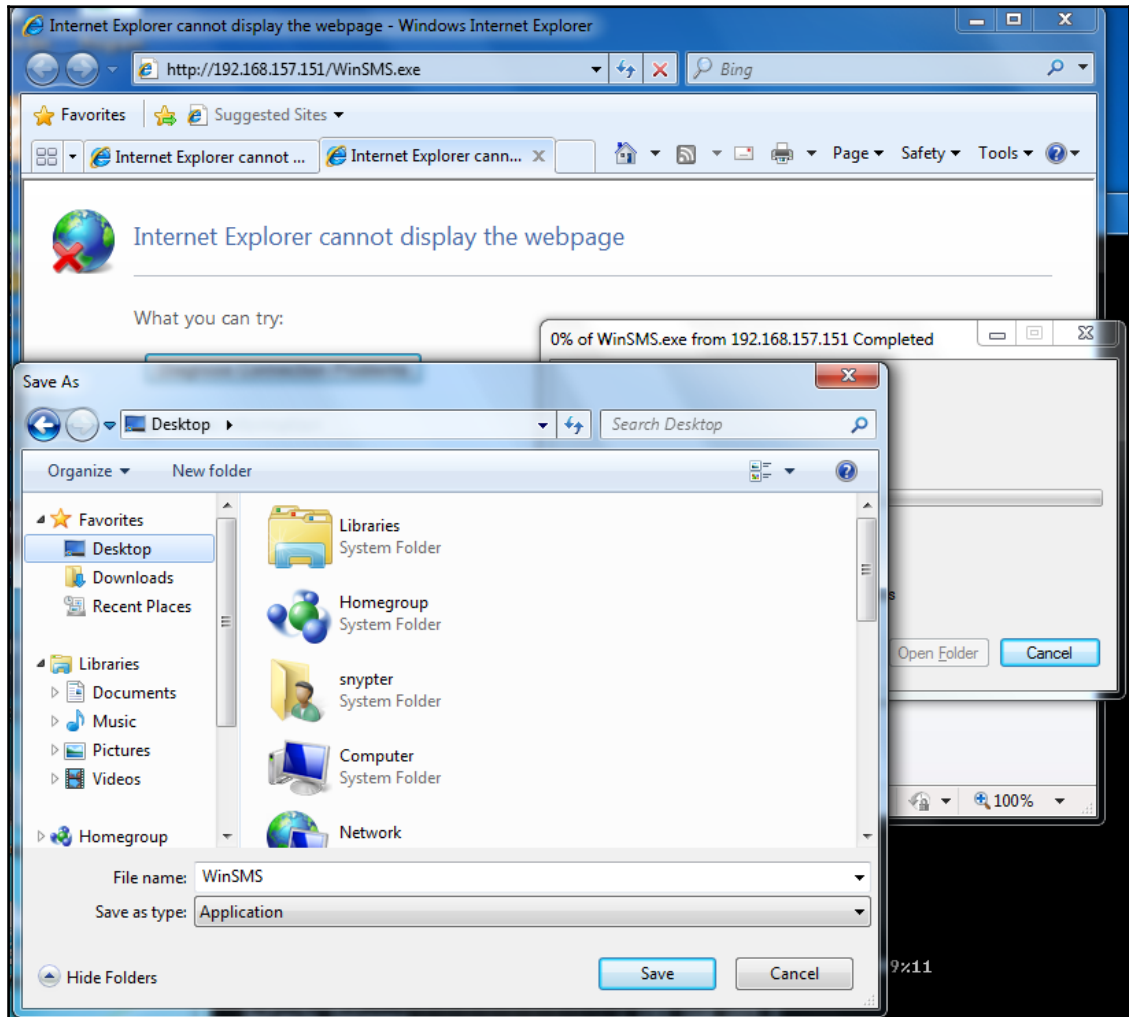 Internet Explorer cannot display the webpage - Windows Internet Explorer
http://192.168.157.151/WinSMS.exe
Bing
Favorites
Suggested Sites
Internet Explorer cannot ...
Internet Explorer cann...
Page
Safety
Tools
Internet Explorer cannot display the webpage
What you can try:
0% of WinSMS.exe from 192.168.157.151 Completed
Open Folder
Cancel
100%
Save As
Desktop
Search Desktop
Organize
New folder
Favorites
Desktop
Downloads
Recent Places
Libraries
Documents
Music
Pictures
Videos
Homegroup
Libraries
System Folder
Homegroup
System Folder
snypter
System Folder
Computer
System Folder
Network
File name: WinSMS
Save as type: Application
Hide Folders
Save
Cancel
9%11